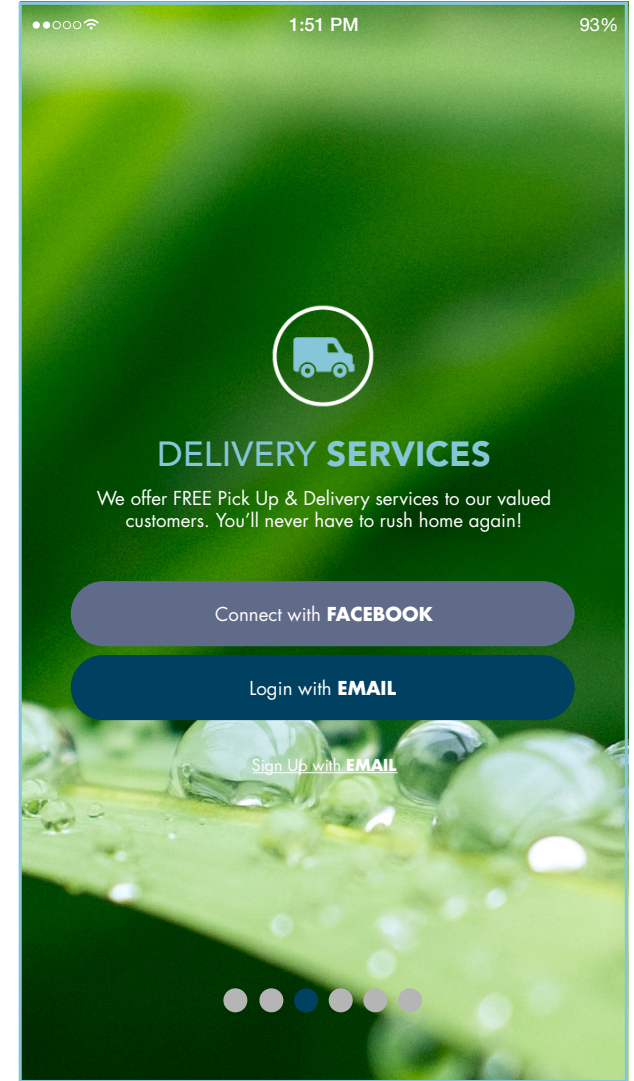 1:51 PM
93%
DELIVERY SERVICES
We offer FREE Pick Up & Delivery services to our valued
customers. You’ll never have to rush home again!
Connect with FACEBOOK
Login with EMAIL
Sign Up with EMAIL